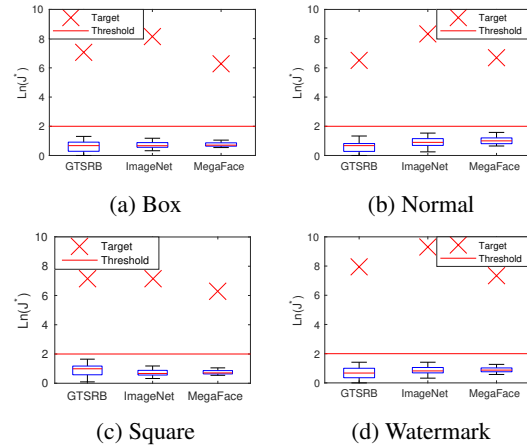 10
8
6
4
2
0
Ln(J*)
Target
Threshold
GTSRB ImageNet MegaFace
(a) Box
10
8
6
4
2
0
Ln(J*)
Target
Threshold
GTSRB ImageNet MegaFace
(b) Normal
10
8
6
4
2
0
Ln(J*)
Target
Threshold
GTSRB ImageNet MegaFace
(c) Square
10
8
6
4
2
0
Ln(J*)
Target
Threshold
GTSRB ImageNet MegaFace
(d) Watermark